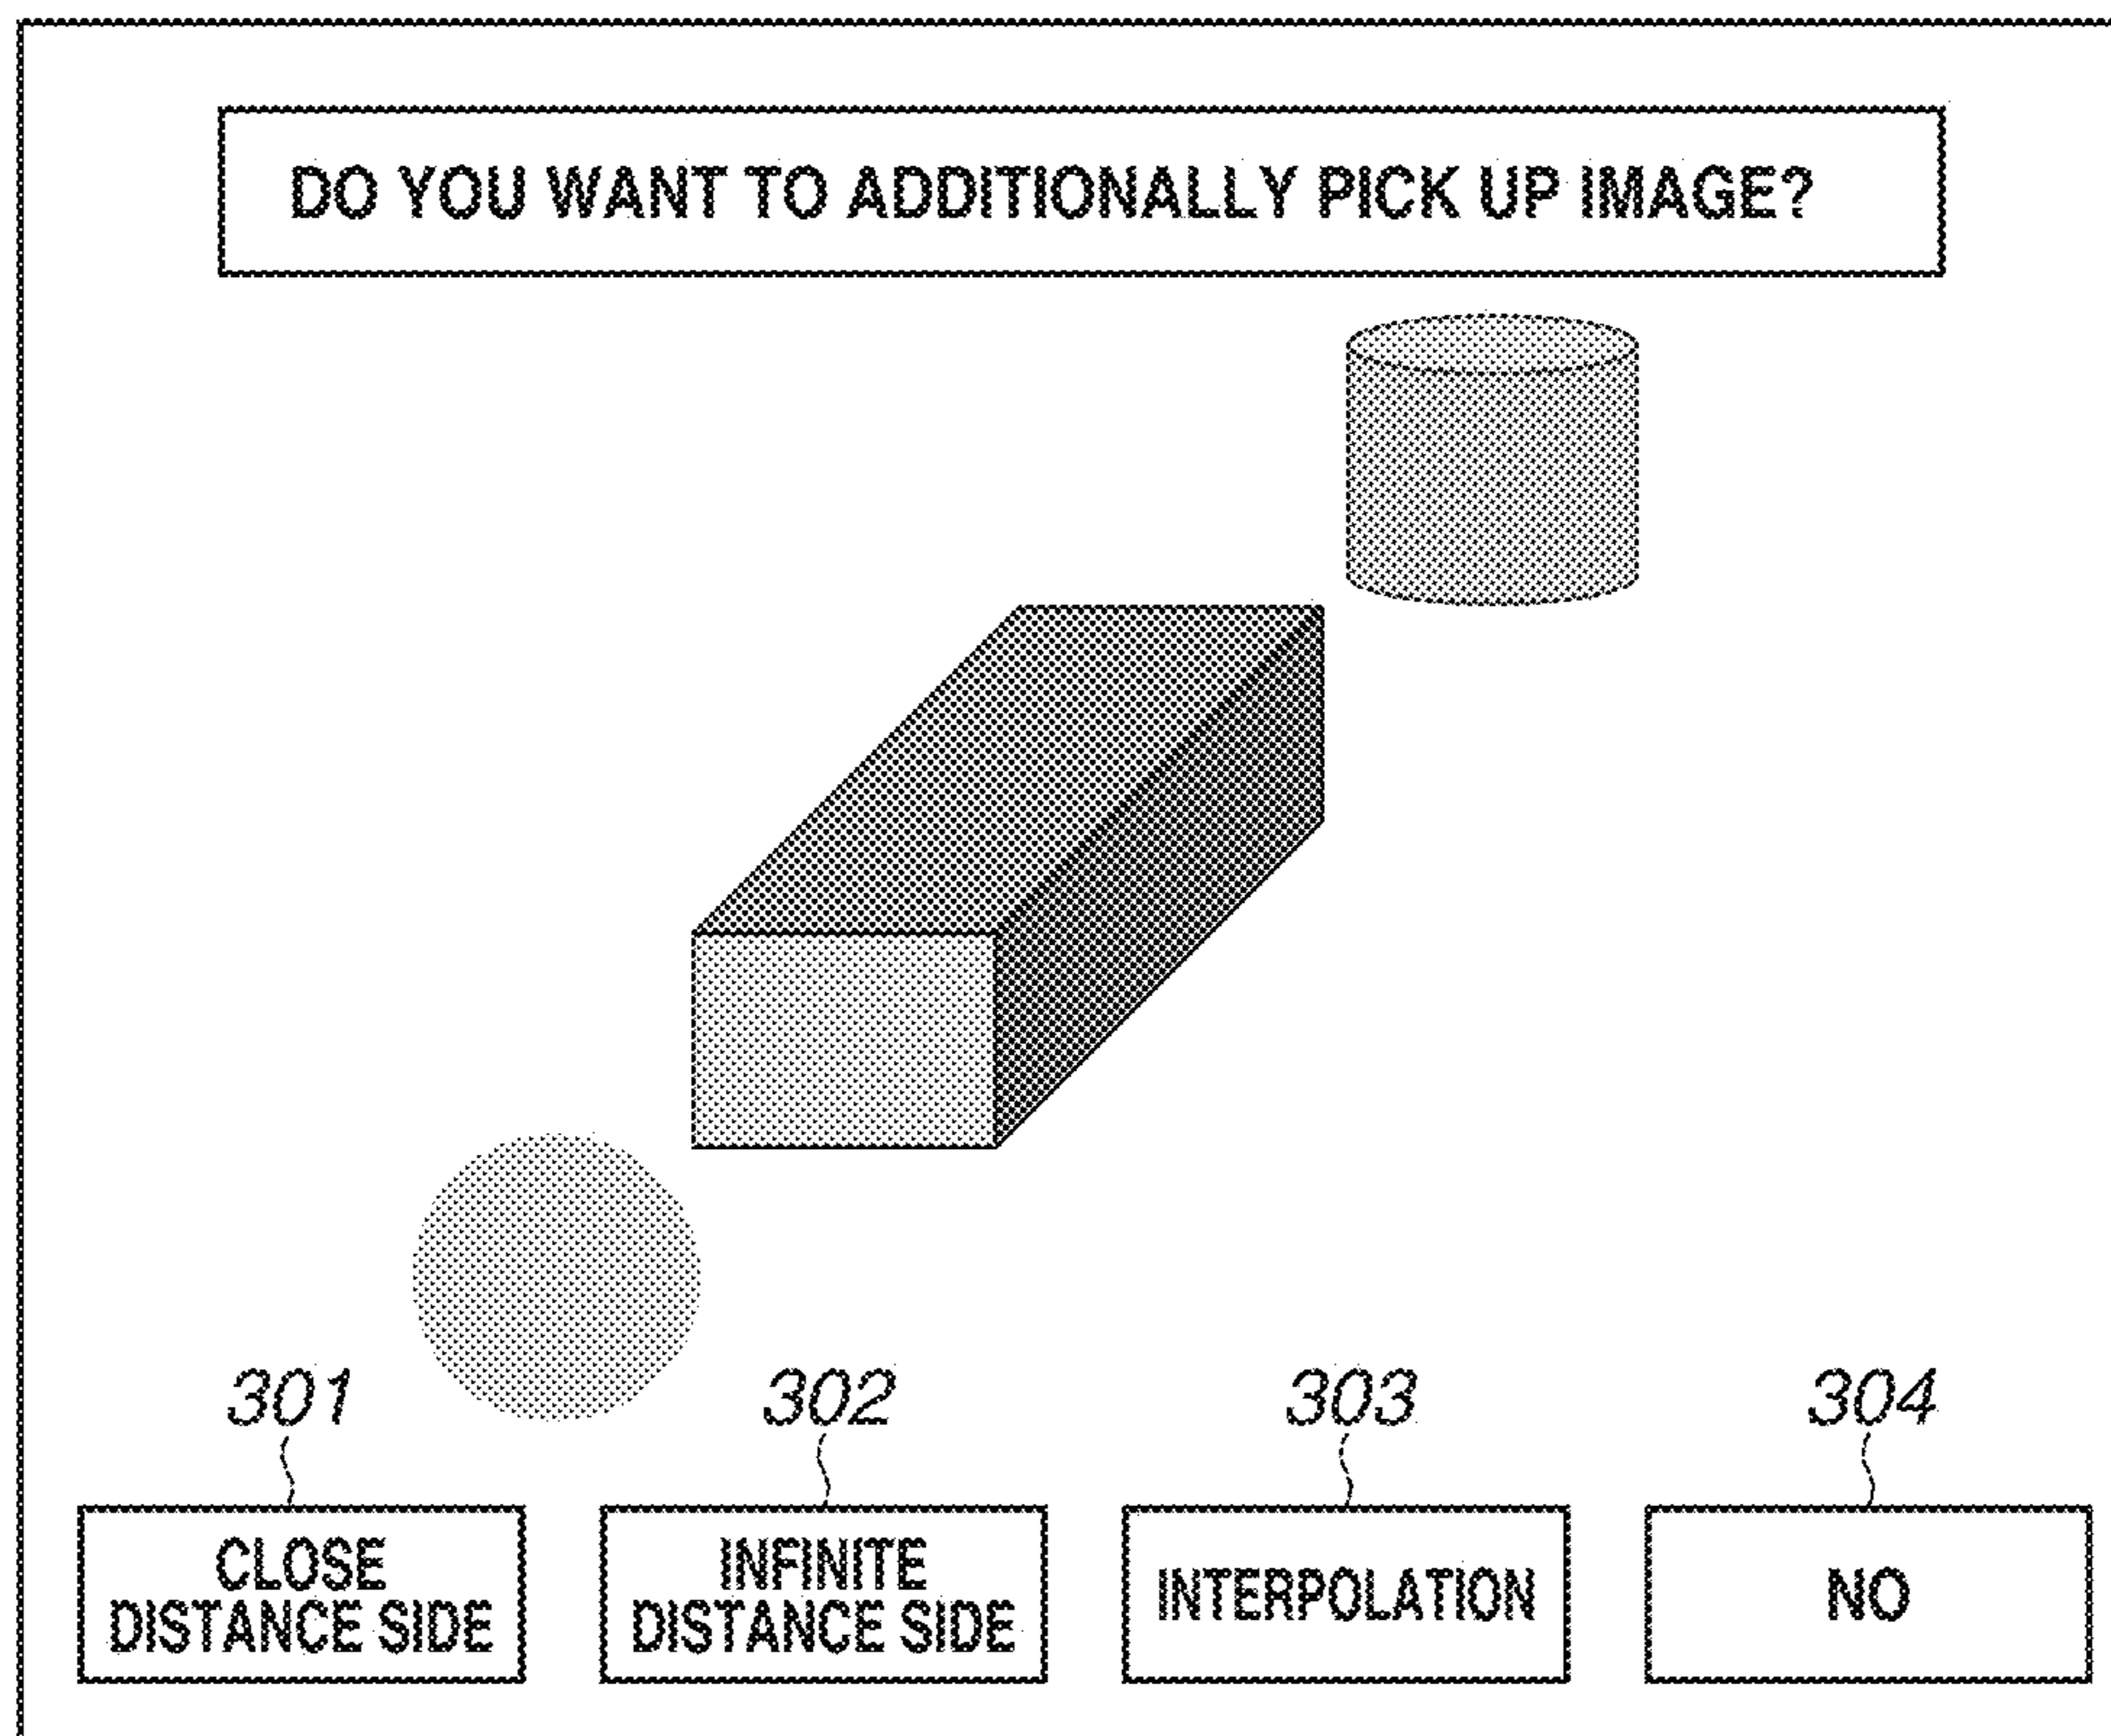 DO YOU WANT TO ADDITIONALLY PICK UP IMAGE?
301
302
303
304
CLOSE
DISTANCE SIDE
INFINITE
DISTANCE SIDE
INTERPOLATION
NO